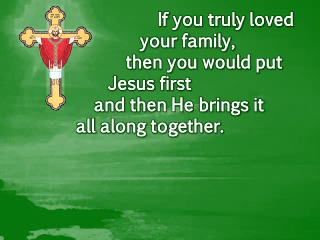 If you truly loved
your family,
then you would put
Jesus first
and then He brings it
all along together.